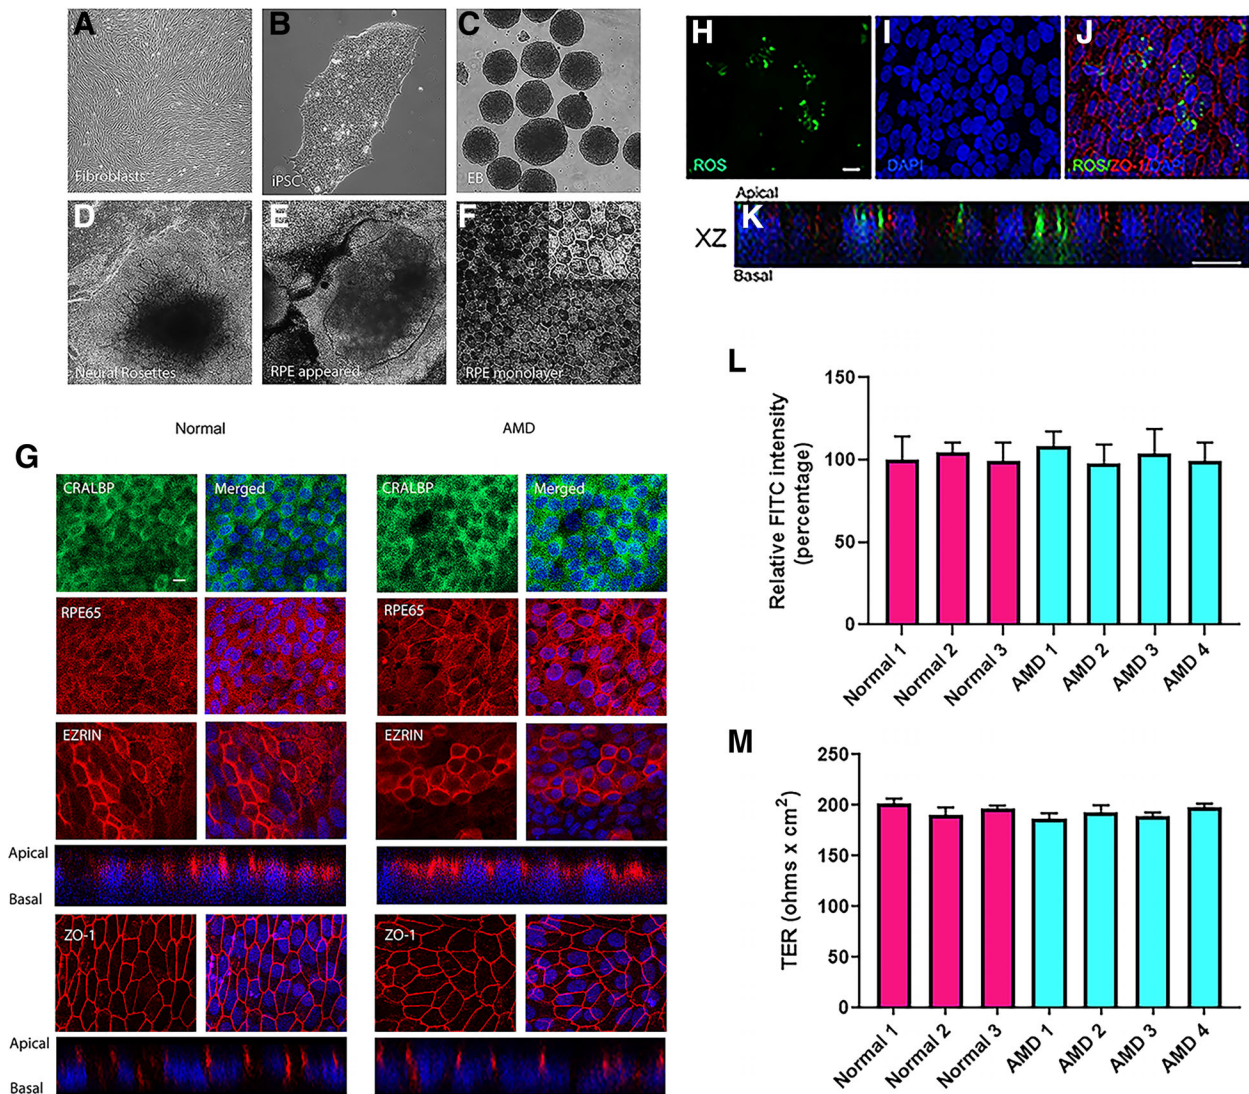 A
Fibroblasts
B
iPSC
C
EB
D
Neural Rosettes
E
RPE appeared
F
RPE monolayer
Normal
AMD
G
CRALBP
Merged
CRALBP
Merged
RPE65
RPE65
EZRIN
EZRIN
Apical
Basal
ZO-1
ZO-1
Apical
Basal
H
ROS
I
DAPI
J
ROS/ZO-1/DAPI
Apical
K
XZ
Basal
L
Relative FITC intensity
(percentage)
150
100
50
0
Normal 1
Normal 2
Normal 3
AMD 1
AMD 2
AMD 3
AMD 4
M
TER (ohms x cm²)
250
200
150
100
50
0
Normal 1
Normal 2
Normal 3
AMD 1
AMD 2
AMD 3
AMD 4